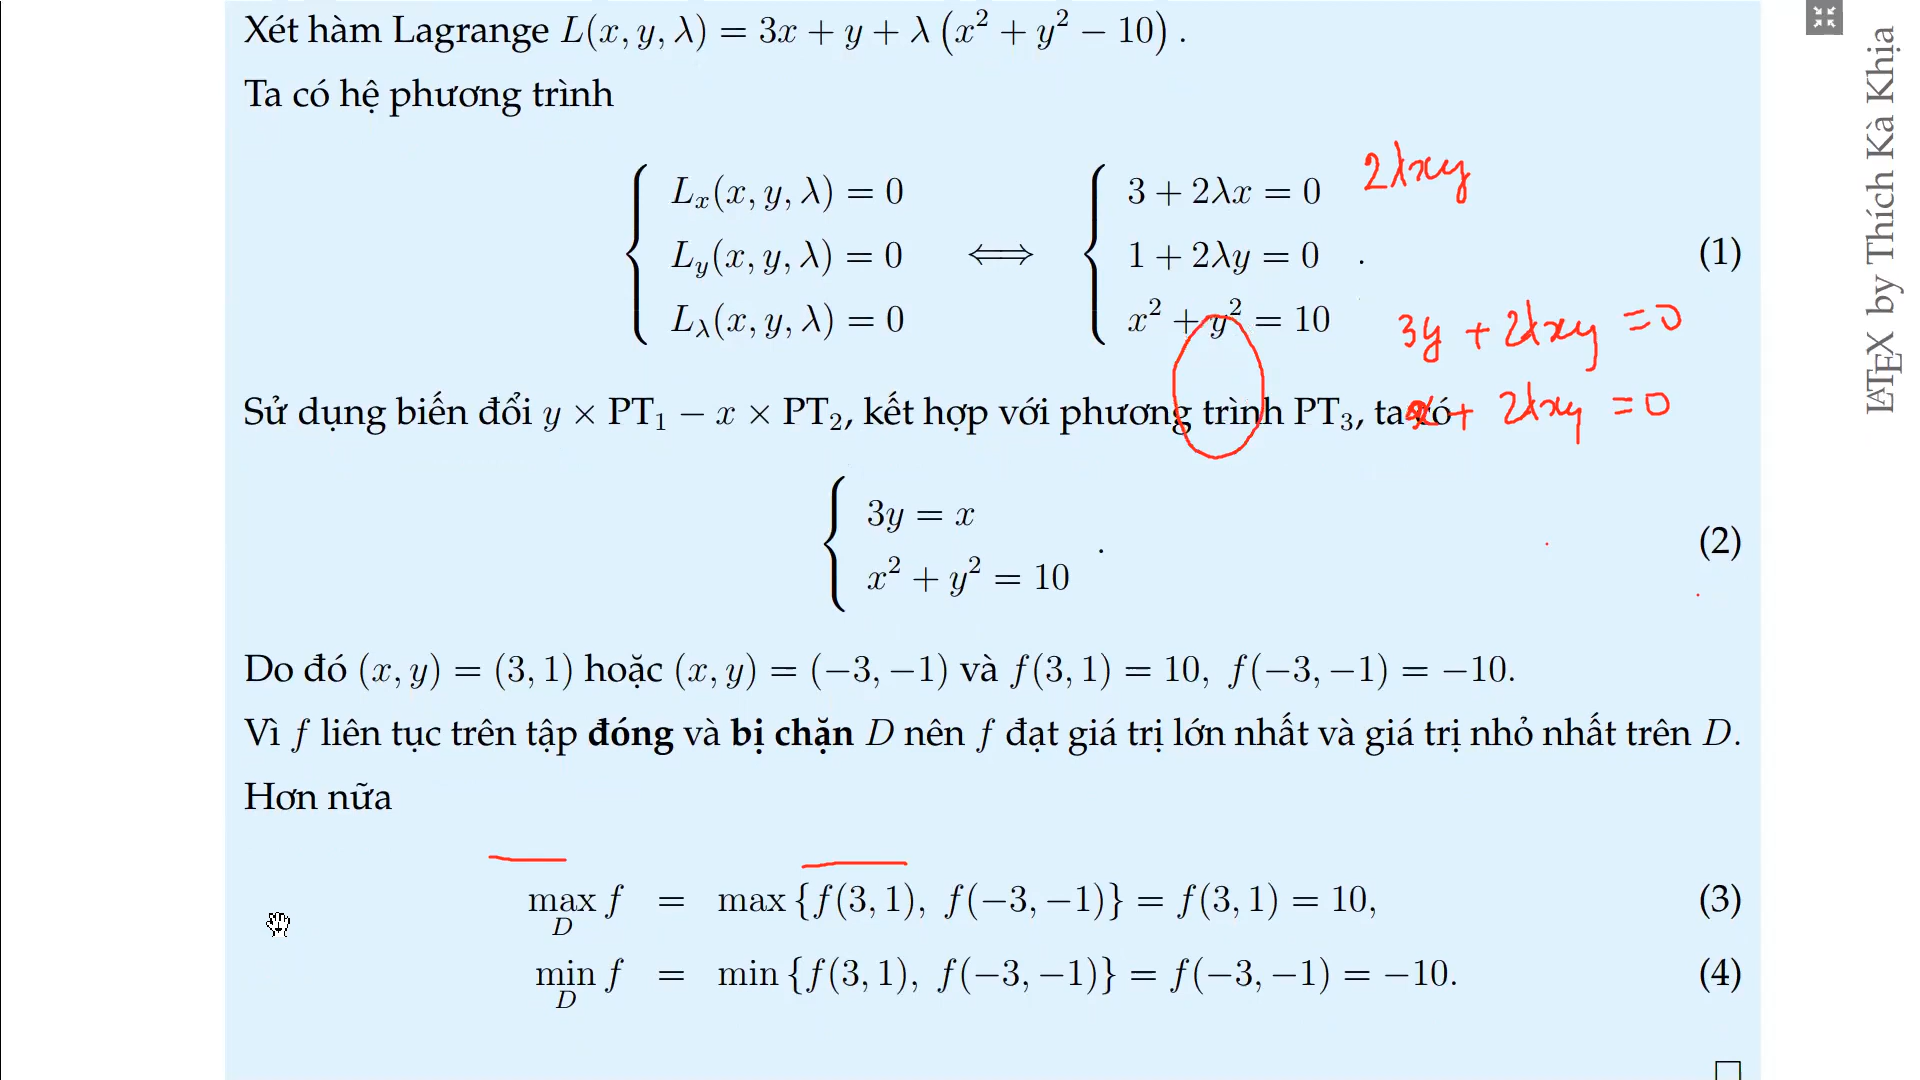 Xét hàm Lagrange L(x, y, λ) = 3x + y + λ (x² + y² − 10).
Ta có hệ phương trình
{ Lₓ(x, y, λ) = 0 ⟺ { 3 + 2λx = 0 2λxy
L_y(x, y, λ) = 0 1 + 2λy = 0 . (1)
L_λ(x, y, λ) = 0 x² + y² = 10
3y + 2λxy = 0
Sử dụng biến đổi y × PT₁ − x × PT₂, kết hợp với phương trình PT₃, ta có
x + 2λxy = 0
{ 3y = x
x² + y² = 10 . (2)
Do đó (x, y) = (3, 1) hoặc (x, y) = (−3, −1) và f(3, 1) = 10, f(−3, −1) = −10.
Vì f liên tục trên tập đóng và bị chặn D nên f đạt giá trị lớn nhất và giá trị nhỏ nhất trên D.
Hơn nữa
max_D f = max {f(3, 1), f(−3, −1)} = f(3, 1) = 10, (3)
min_D f = min {f(3, 1), f(−3, −1)} = f(−3, −1) = −10. (4)
LATEX by Thích Kà Khịa